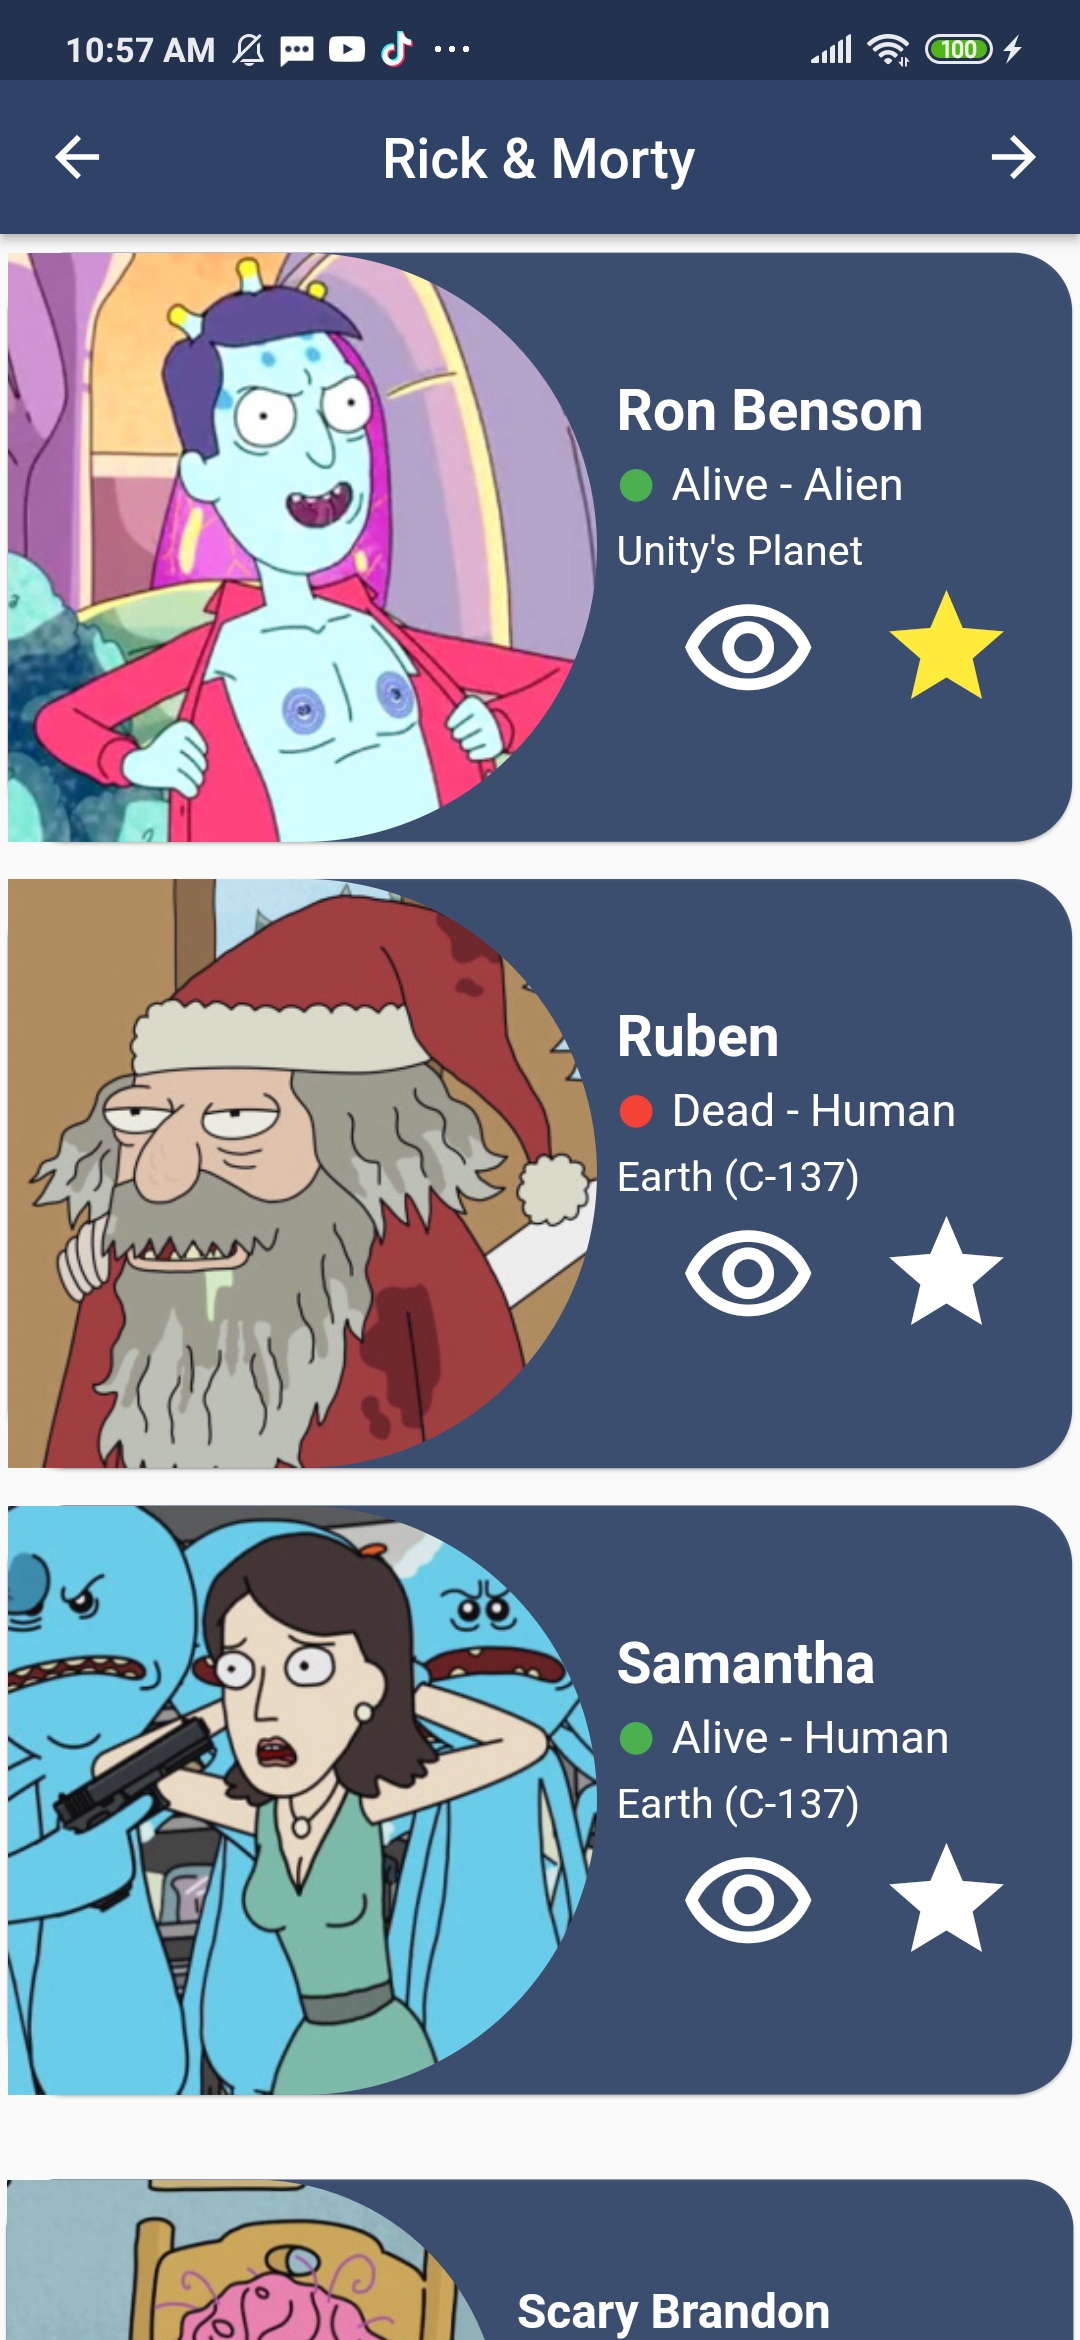 10:57 AM
100
Rick & Morty
Ron Benson
Alive - Alien
Unity's Planet
Ruben
Dead - Human
Earth (C-137)
Samantha
Alive - Human
Earth (C-137)
Scary Brandon